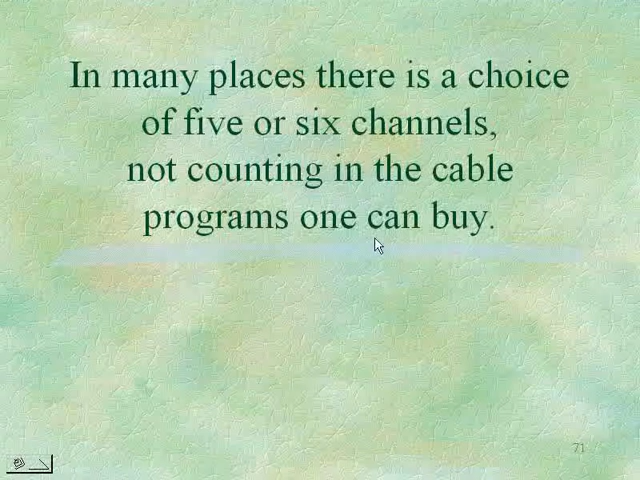 In many places there is a choice
of five or six channels,
not counting in the cable
programs one can buy.
71